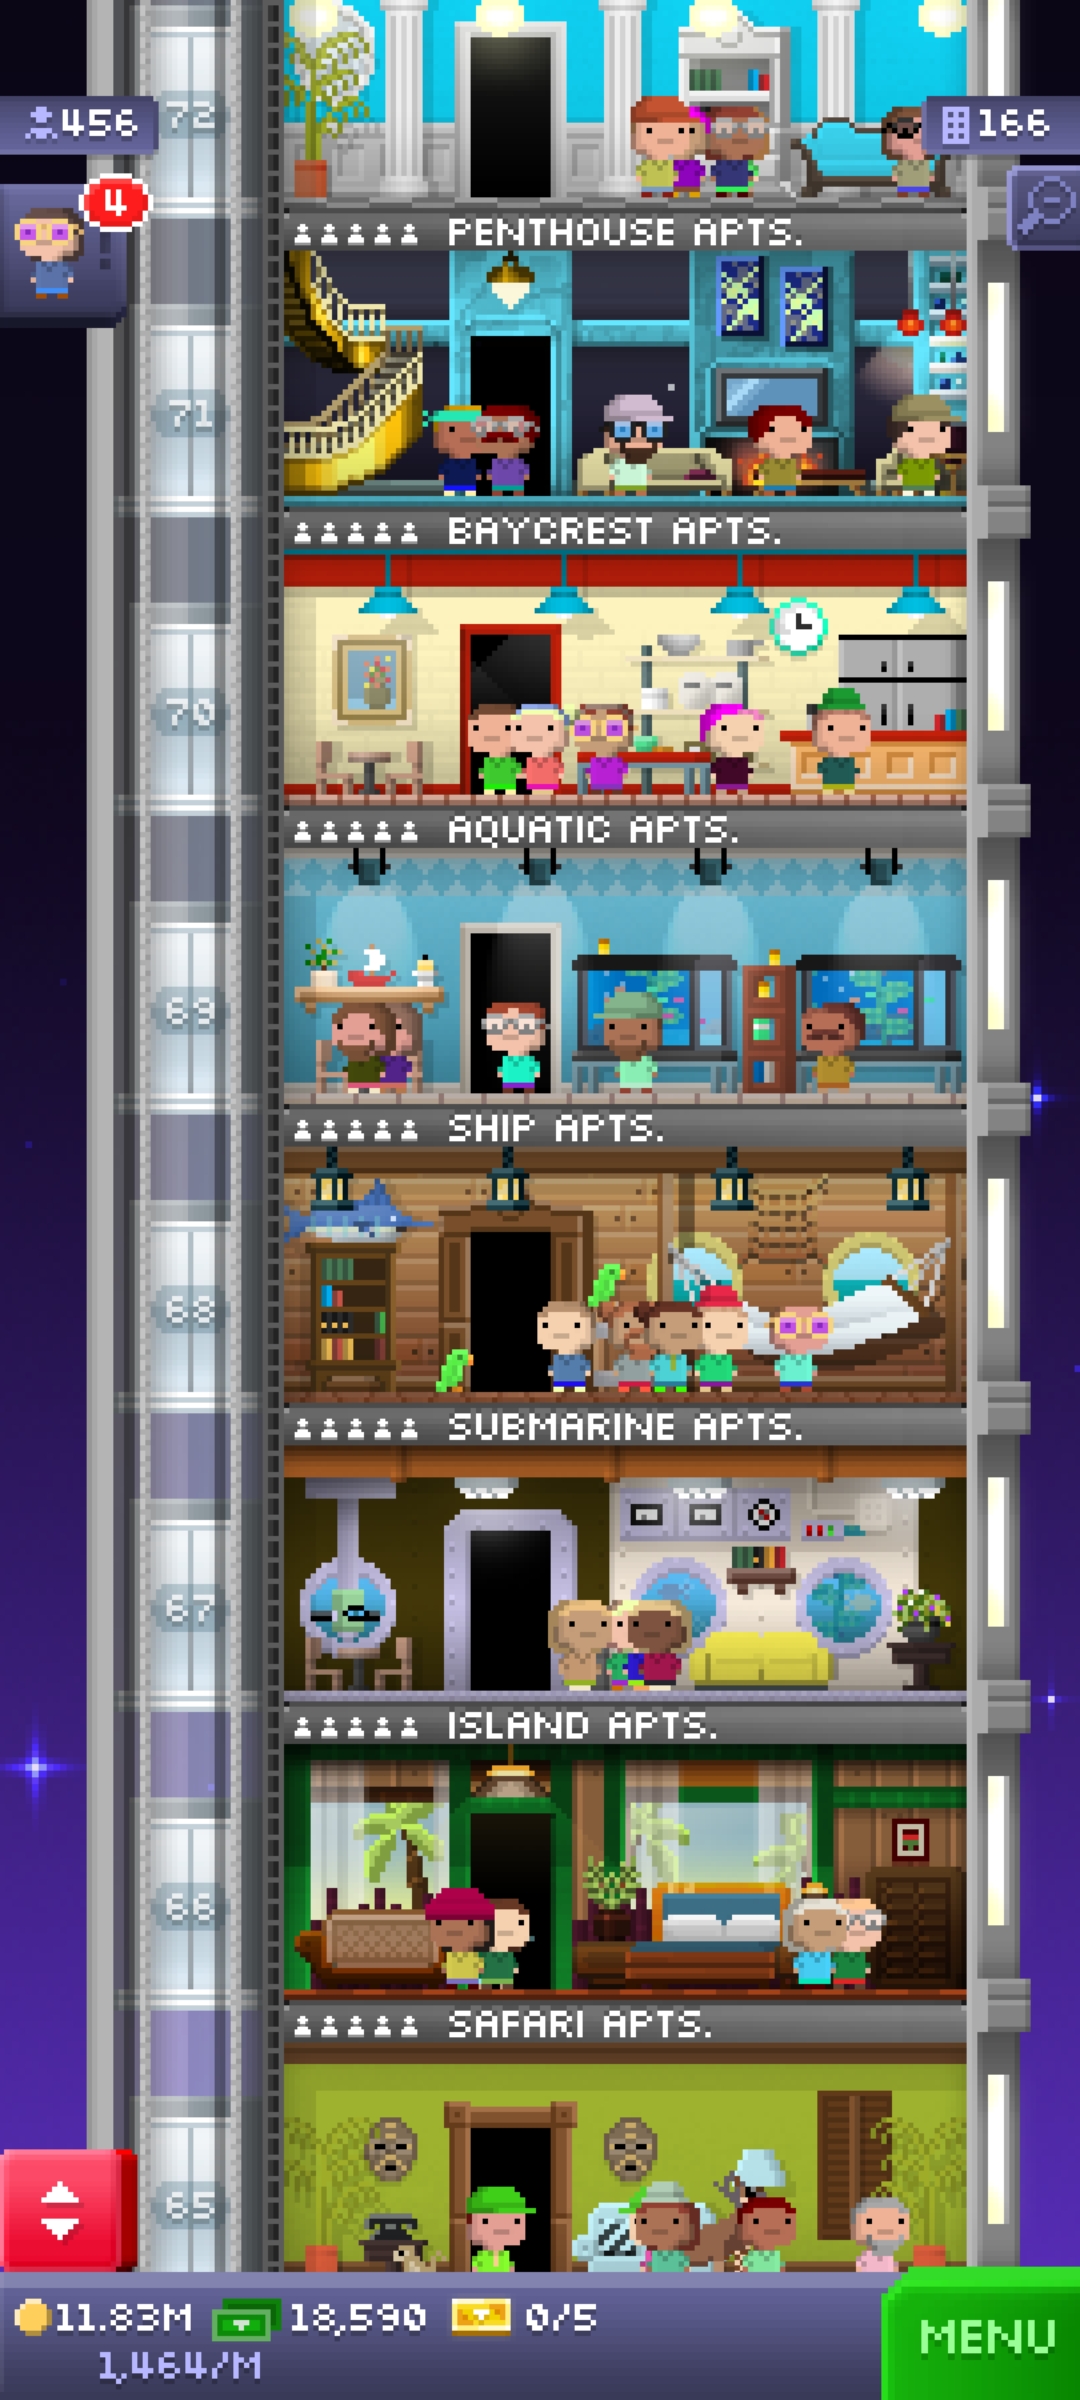 72
456
166
4
PENTHOUSE APTS.
71
BAYCREST APTS.
70
AQUATIC APTS.
69
SHIP APTS.
68
SUBMARINE APTS.
67
ISLAND APTS.
66
SAFARI APTS.
65
11.83M 18,590 0/5
1,464/M
MENU